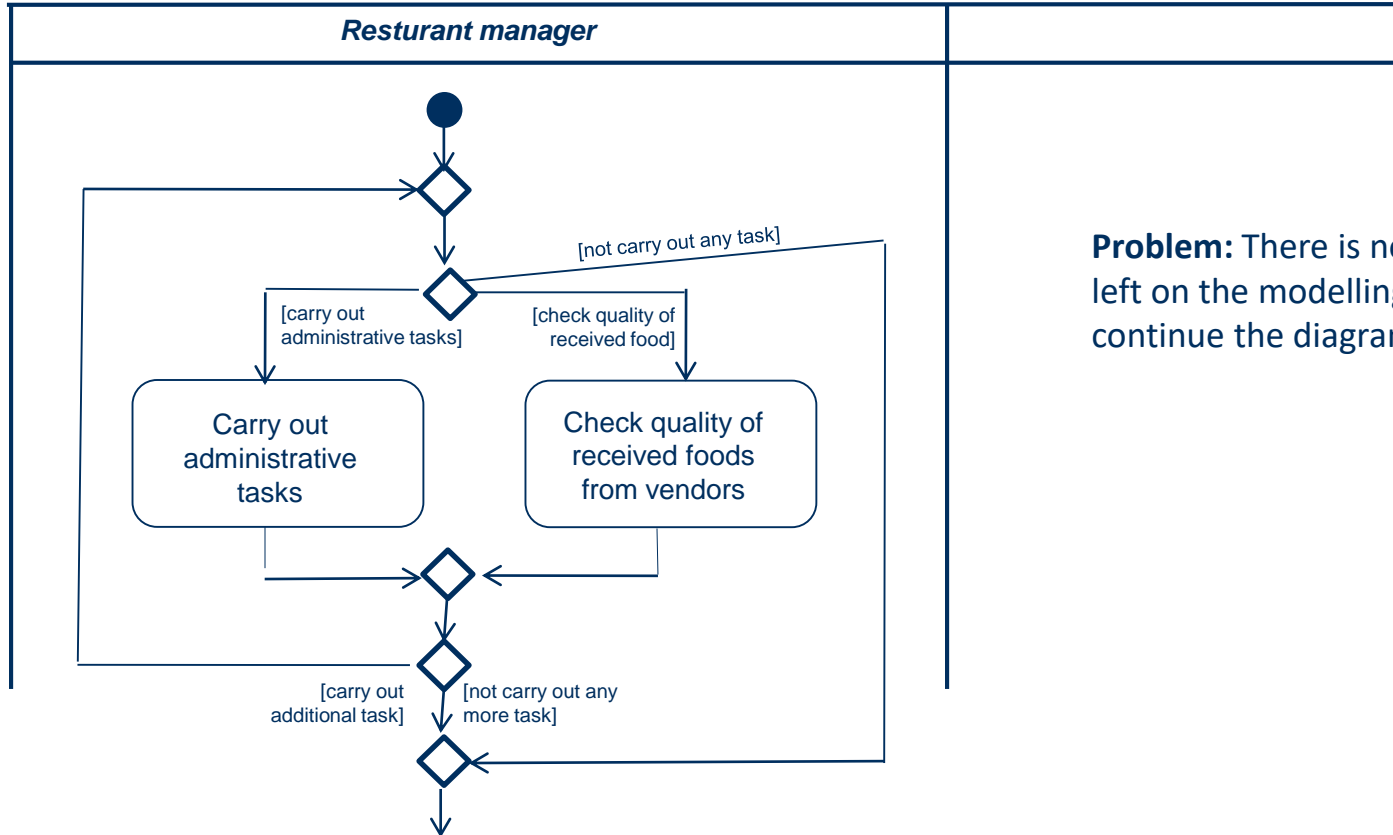 Resturant manager
[not carry out any task]
[carry out
administrative tasks]
[check quality of
received food]
Carry out
administrative
tasks
Check quality of
received foods
from vendors
[carry out
additional task]
[not carry out any
more task]
Problem: There is
left on the
continue the